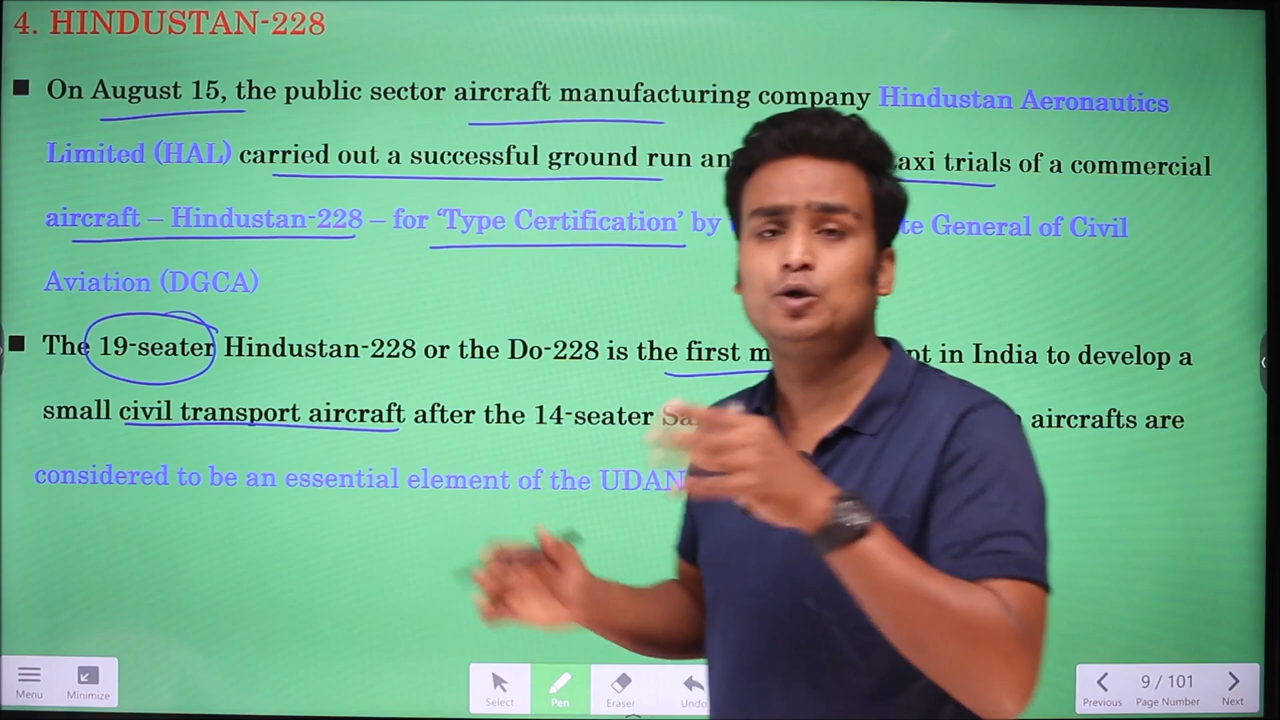 4. HINDUSTAN-228
On August 15, the public sector aircraft manufacturing company Hindustan Aeronautics
Limited (HAL) carried out a successful ground run axi trials of a commercial
aircraft – Hindustan-228 – for ‘Type Certification’ by te General of Civil
Aviation (DGCA)
The 19-seater Hindustan-228 or the Do-228 is the first in India to develop a
small civil transport aircraft after the 14-seater aircrafts are
considered to be an essential element of the UDAN
Menu
Minimize
Select
Pen
Eraser
Undo
Previous
9 / 101
Page Number
Next